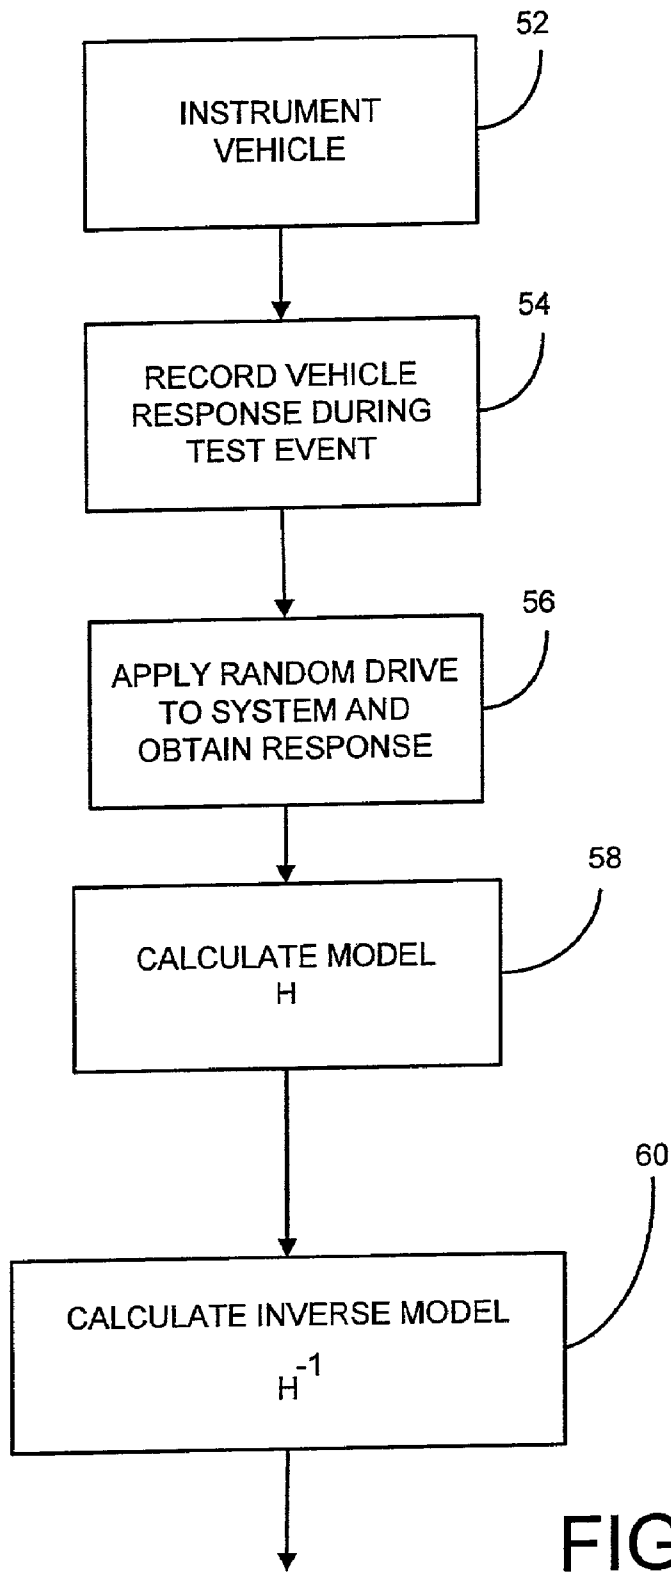 52
INSTRUMENT
VEHICLE
54
RECORD VEHICLE
RESPONSE DURING
TEST EVENT
56
APPLY RANDOM DRIVE
TO SYSTEM AND
OBTAIN RESPONSE
58
CALCULATE MODEL
H
60
CALCULATE INVERSE MODEL
H⁻¹
FIG